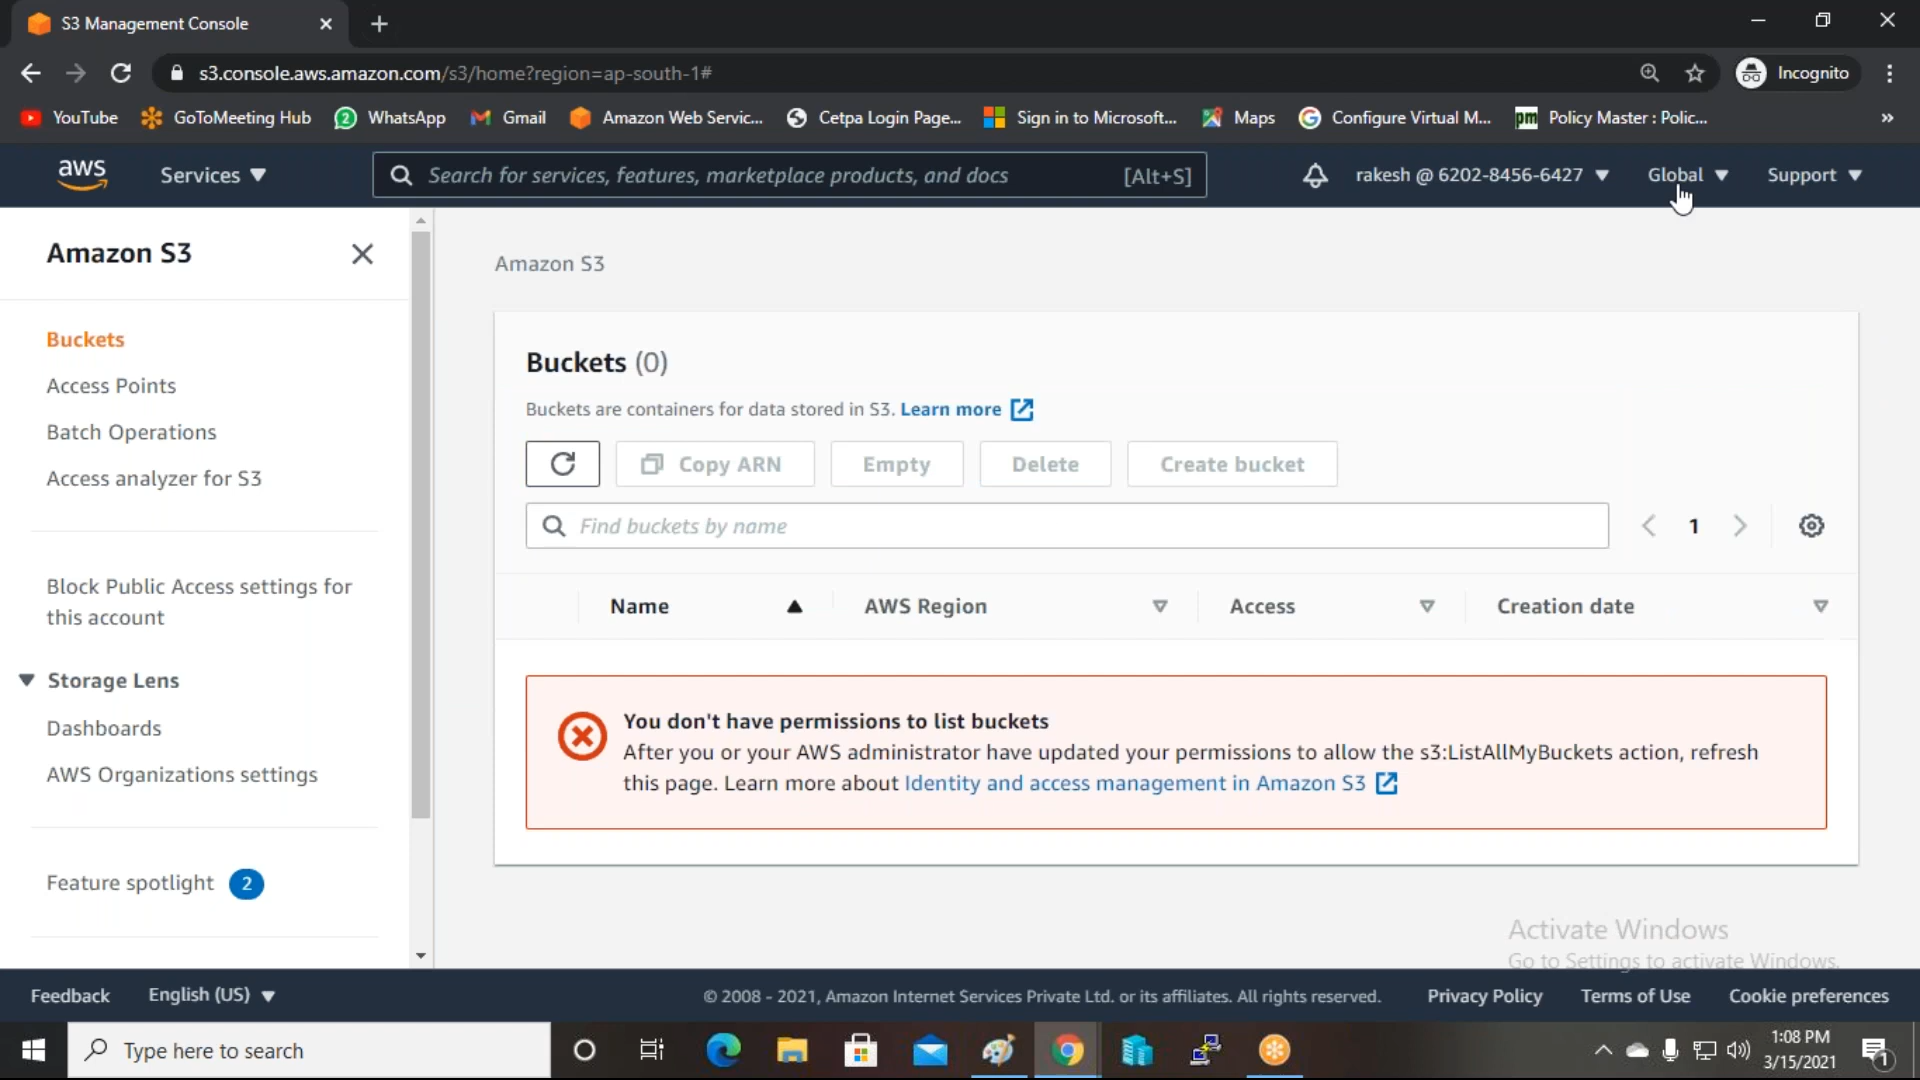 S3 Management Console
s3.console.aws.amazon.com/s3/home?region=ap-south-1#
Incognito
YouTube
GoToMeeting Hub
2
WhatsApp
Gmail
Amazon Web Servic...
Cetpa Login Page...
Sign in to Microsoft...
Maps
Configure Virtual M...
pm
Policy Master : Polic...
»
aws
Services
Search for services, features, marketplace products, and docs
[Alt+S]
rakesh @ 6202-8456-6427
Global
Support
Amazon S3
Buckets
Access Points
Batch Operations
Access analyzer for S3
Block Public Access settings for
this account
Storage Lens
Dashboards
AWS Organizations settings
Feature spotlight 2
Amazon S3
Buckets (0)
Buckets are containers for data stored in S3. Learn more
Copy ARN
Empty
Delete
Create bucket
Find buckets by name
1
Name
AWS Region
Access
Creation date
You don't have permissions to list buckets
After you or your AWS administrator have updated your permissions to allow the s3:ListAllMyBuckets action, refresh
this page. Learn more about Identity and access management in Amazon S3
Activate Windows
Go to Settings to activate Windows.
Feedback
English (US)
© 2008 - 2021, Amazon Internet Services Private Ltd. or its affiliates. All rights reserved.
Privacy Policy
Terms of Use
Cookie preferences
Type here to search
1:08 PM
3/15/2021
1